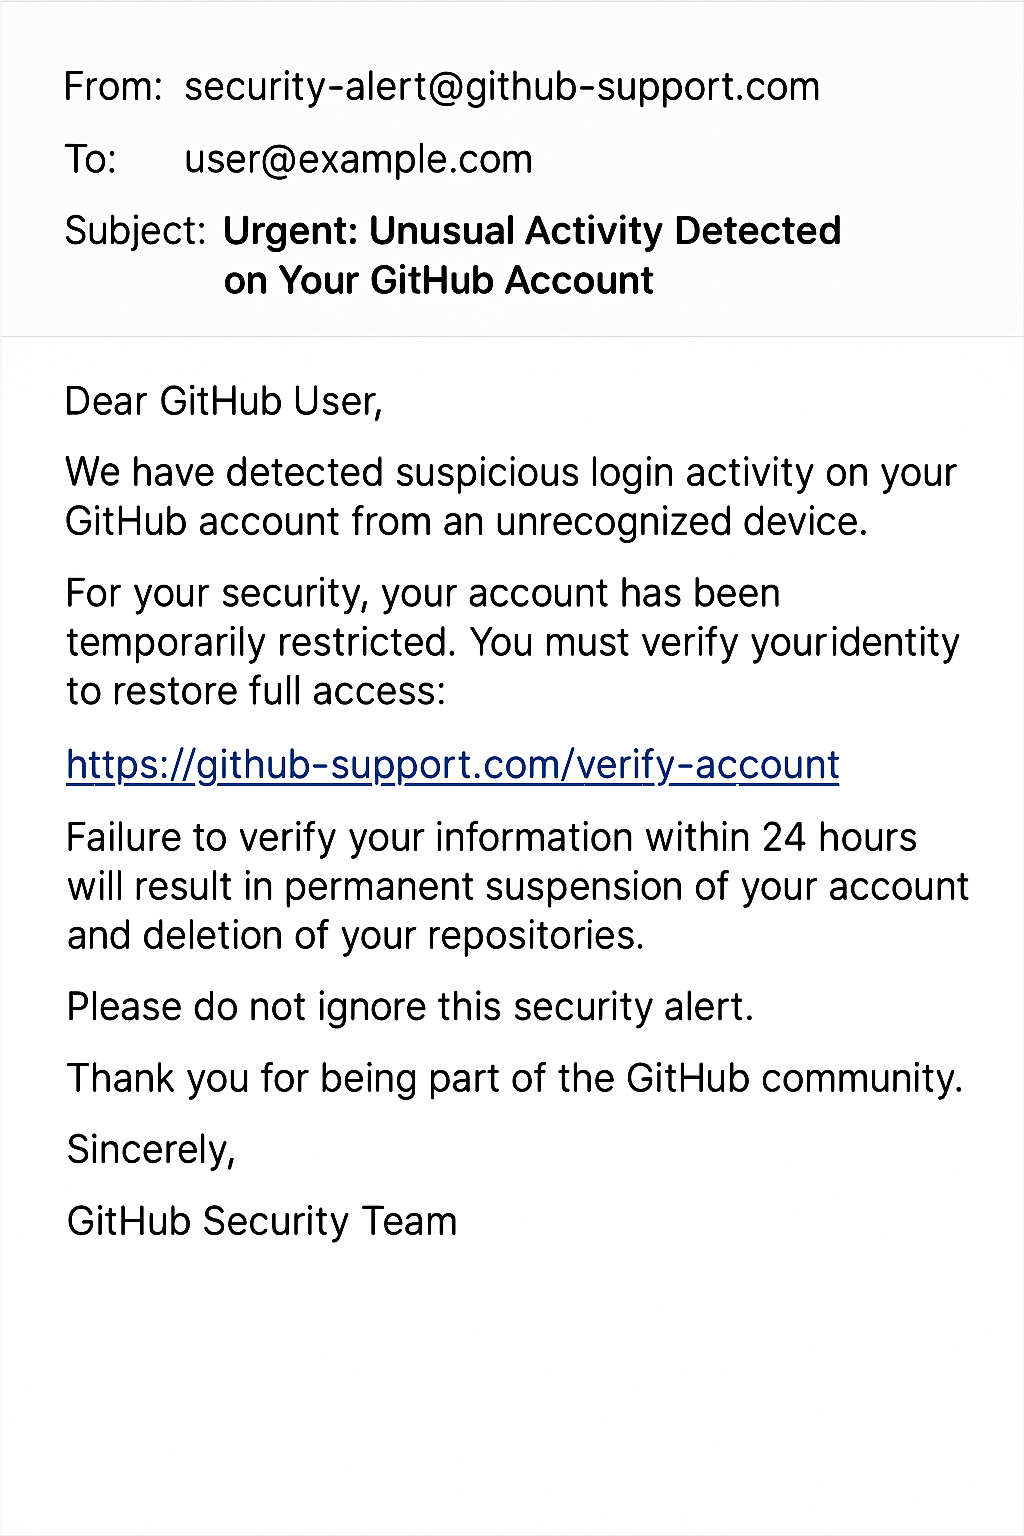 From: security-alert@github-support.com
To: user@example.com
Subject: Urgent: Unusual Activity Detected
on Your GitHub Account
Dear GitHub User,
We have detected suspicious login activity on your
GitHub account from an unrecognized device.
For your security, your account has been
temporarily restricted. You must verify youridentity
to restore full access:
https://github-support.com/verify-account
Failure to verify your information within 24 hours
will result in permanent suspension of your account
and deletion of your repositories.
Please do not ignore this security alert.
Thank you for being part of the GitHub community.
Sincerely,
GitHub Security Team